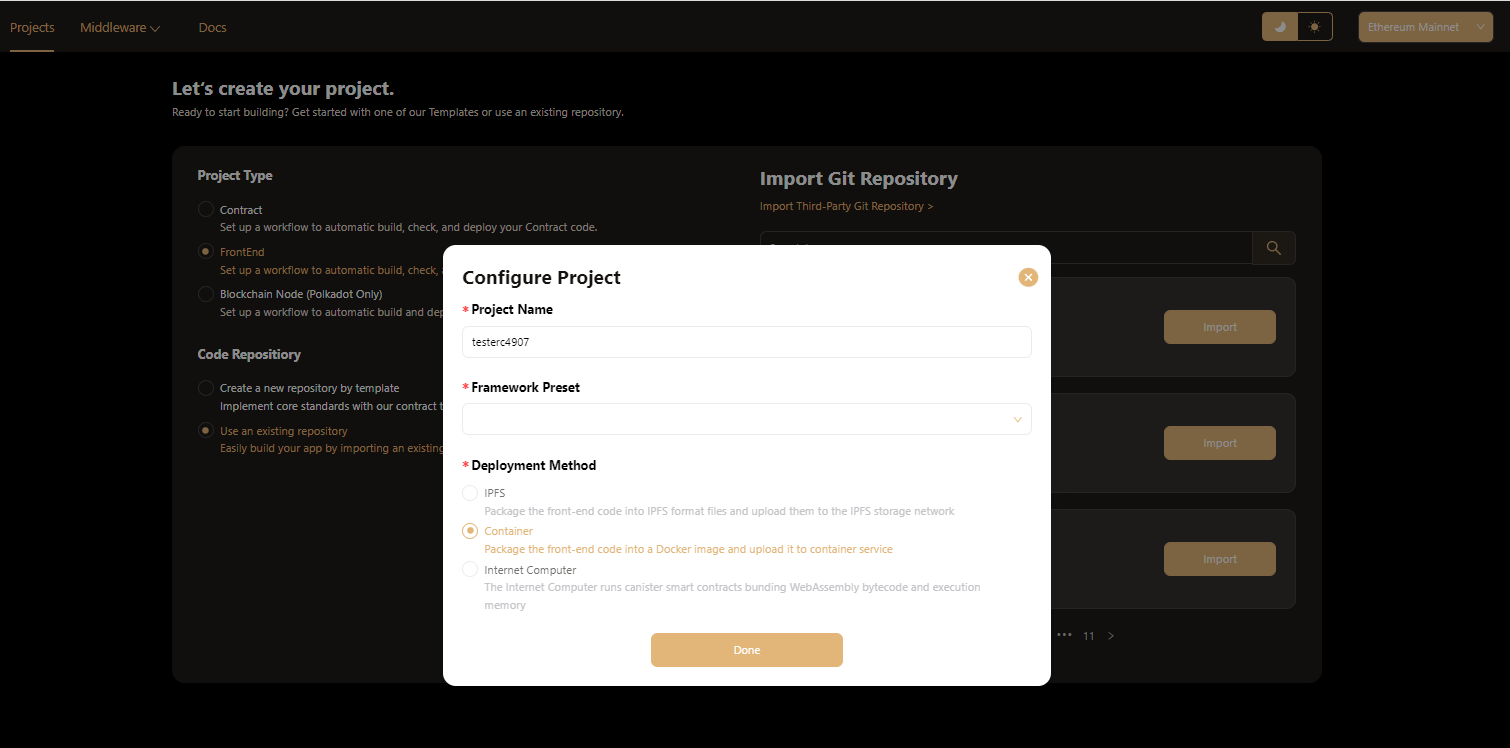 Projects
Middleware
Docs
Ethereum Mainnet
Let's create your project.
Ready to start building? Get started with one of our Templates or use an existing repository.
Project Type
Contract
Set up a workflow to automatic build, check, and deploy your Contract code.
FrontEnd
Set up a workflow to automatic build, check,
Blockchain Node (Polkadot Only)
Set up a workflow to automatic build and
Code Repositiory
Create a new repository by template
Implement core standards with our contract
Use an existing repository
Easily build your app by importing an existing
Import Git Repository
Import Third-Party Git Repository >
Import
Import
Import
••• 11 >
Configure Project
* Project Name
testerc4907
* Framework Preset
* Deployment Method
IPFS
Package the front-end code into IPFS format files and upload them to the IPFS storage network
Container
Package the front-end code into a Docker image and upload it to container service
Internet Computer
The Internet Computer runs canister smart contracts bunding WebAssembly bytecode and execution
memory
Done